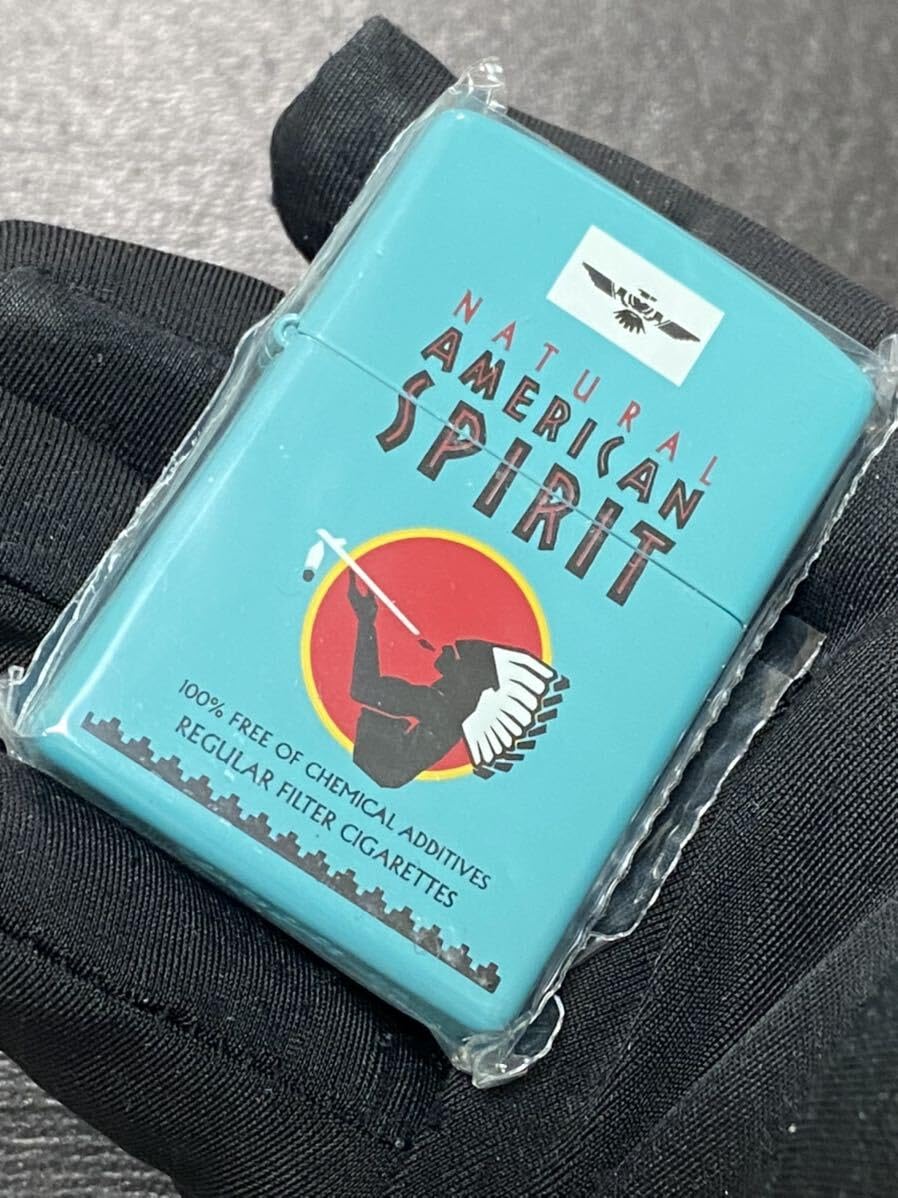 NATURAL
AMERICAN
SPIRIT
100% FREE OF CHEMICAL ADDITIVES
REGULAR FILTER CIGARETTES